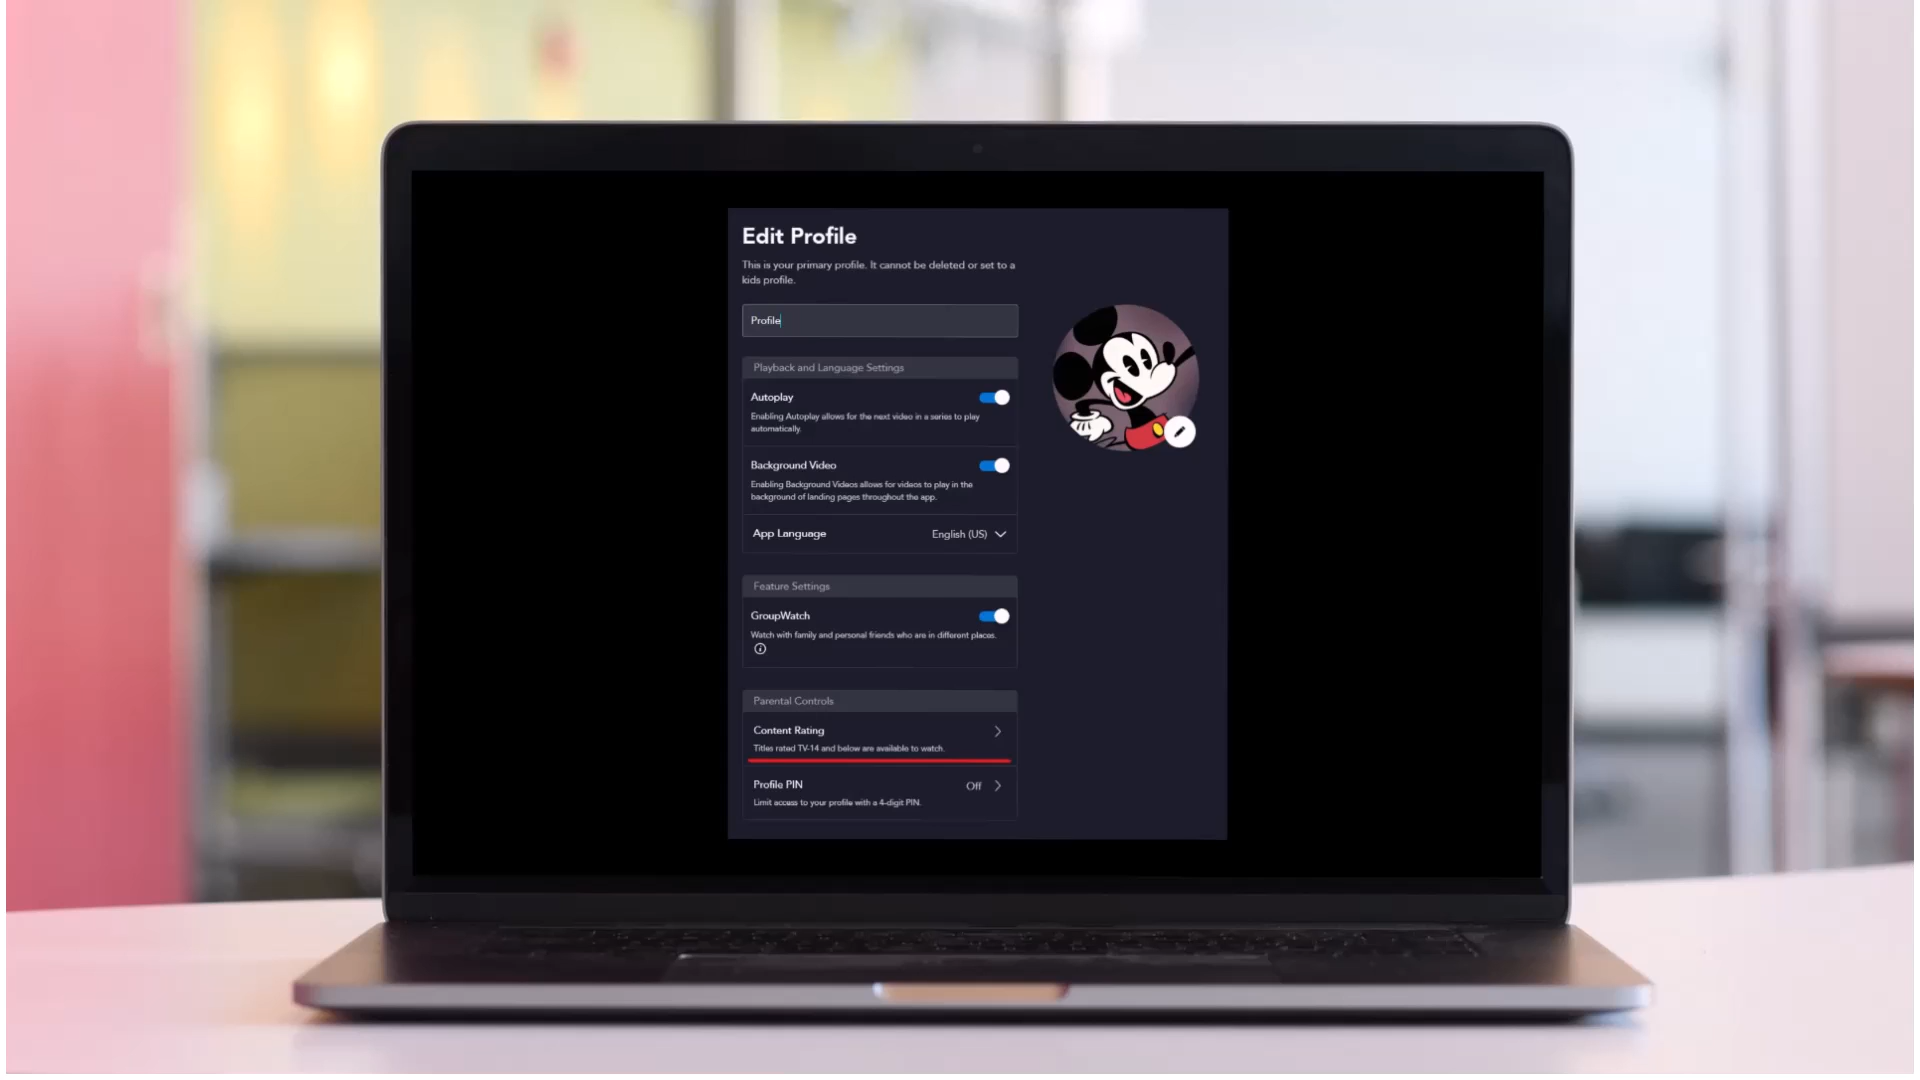 Edit Profile
This is your primary profile. It cannot be deleted or set to a
kids profile.
Profile
Playback and Language Settings
Autoplay
Enabling Autoplay allows for the next video in a series to play
automatically.
Background Video
Enabling Background Videos allows for videos to play in the
background of landing pages throughout the app.
App Language English (US)
Feature Settings
GroupWatch
Watch with family and personal friends who are in different places.
Parental Controls
Content Rating
Titles rated TV-14 and below are available to watch.
Profile PIN Off
Limit access to your profile with a 4-digit PIN.